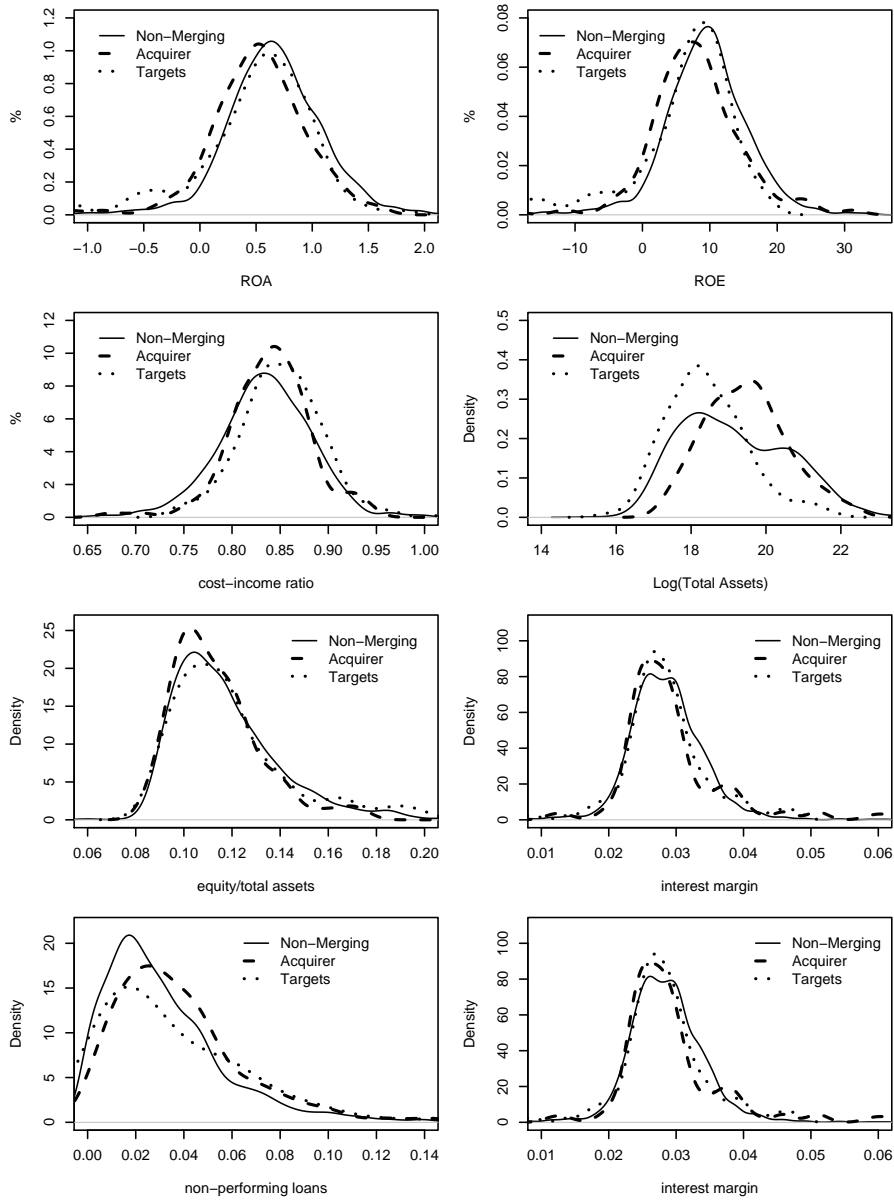 Non−Merging
Acquirer
Targets
0.0 0.2 0.4 0.6 0.8 1.0 1.2
%
−1.0 −0.5 0.0 0.5 1.0 1.5 2.0
ROA
Non−Merging
Acquirer
Targets
0.00 0.02 0.04 0.06 0.08
%
−10 0 10 20 30
ROE
Non−Merging
Acquirer
Targets
0 2 4 6 8 10 12
%
0.65 0.70 0.75 0.80 0.85 0.90 0.95 1.00
cost−income ratio
Non−Merging
Acquirer
Targets
0.0 0.1 0.2 0.3 0.4 0.5
Density
14 16 18 20 22
Log(Total Assets)
Non−Merging
Acquirer
Targets
0 5 10 15 20 25
Density
0.06 0.08 0.10 0.12 0.14 0.16 0.18 0.20
equity/total assets
Non−Merging
Acquirer
Targets
0 20 40 60 80 100
Density
0.01 0.02 0.03 0.04 0.05 0.06
interest margin
Non−Merging
Acquirer
Targets
0 5 10 15 20
Density
0.00 0.02 0.04 0.06 0.08 0.10 0.12 0.14
non−performing loans
Non−Merging
Acquirer
Targets
0 20 40 60 80 100
Density
0.01 0.02 0.03 0.04 0.05 0.06
interest margin